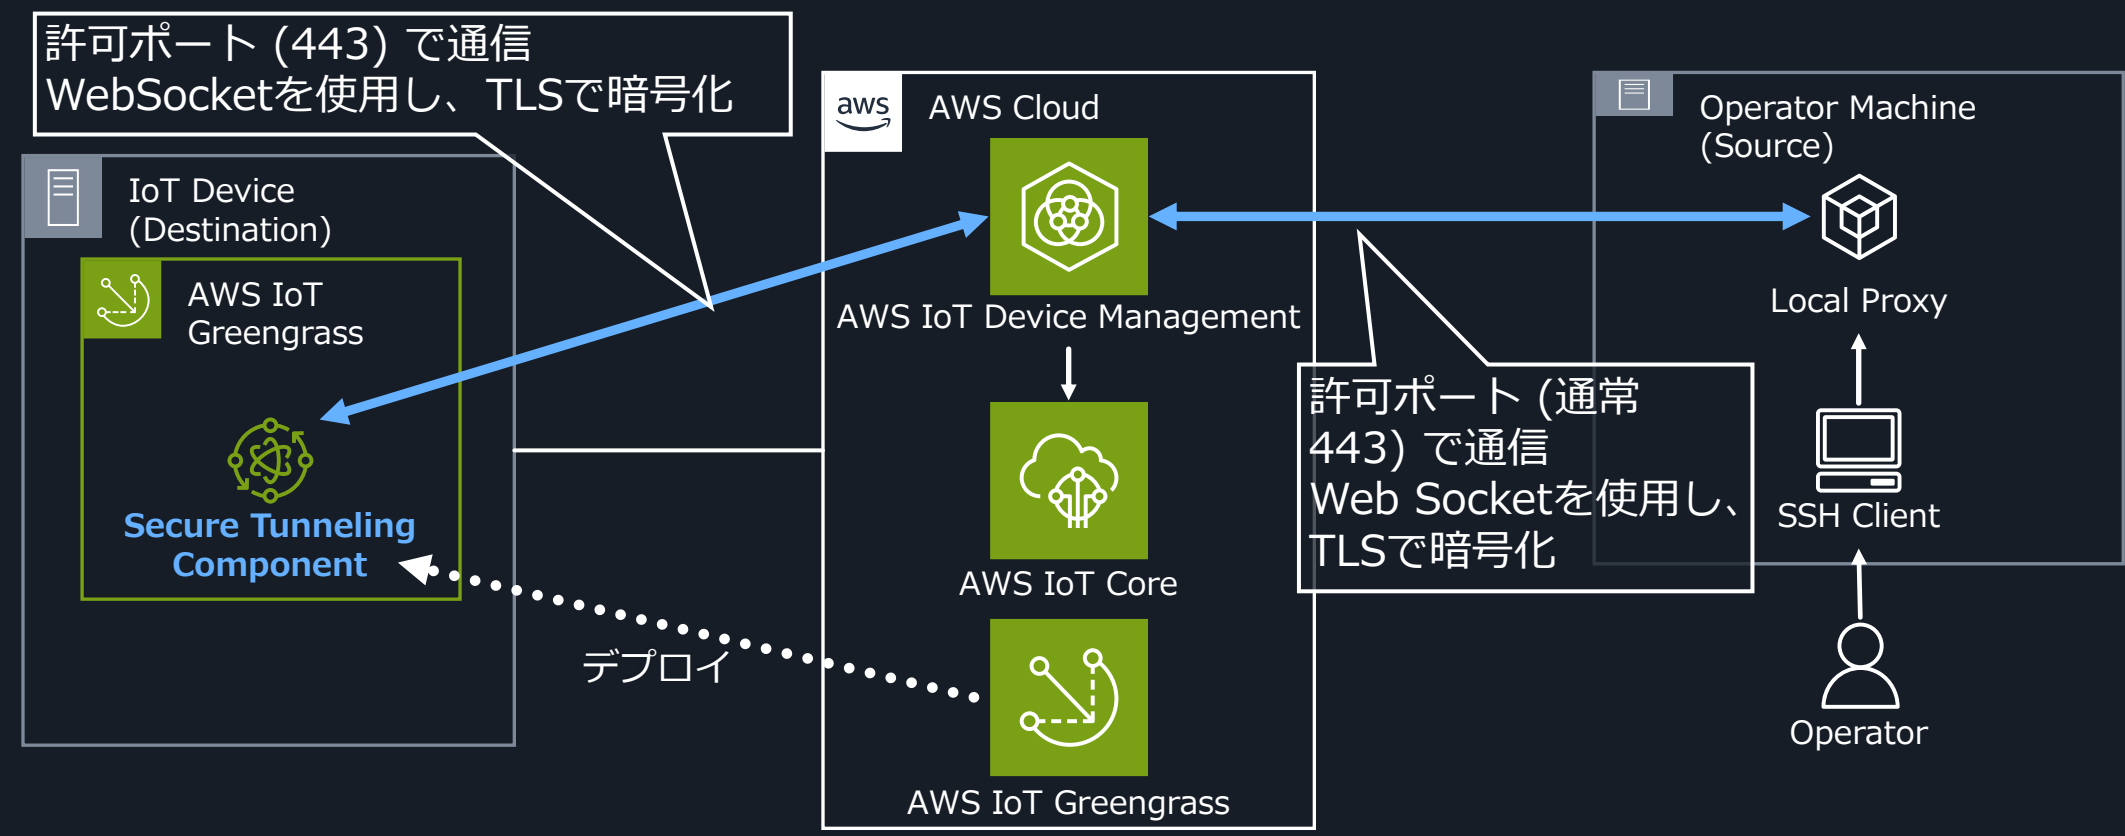 許可ポート (443) で通信
WebSocketを使用し、TLSで暗号化
IoT Device
(Destination)
AWS IoT
Greengrass
Secure Tunneling
Component
デプロイ
aws
AWS Cloud
AWS IoT Device Management
AWS IoT Core
AWS IoT Greengrass
許可ポート (通常
443) で通信
Web Socketを使用し、
TLSで暗号化
Operator Machine
(Source)
Local Proxy
SSH Client
Operator